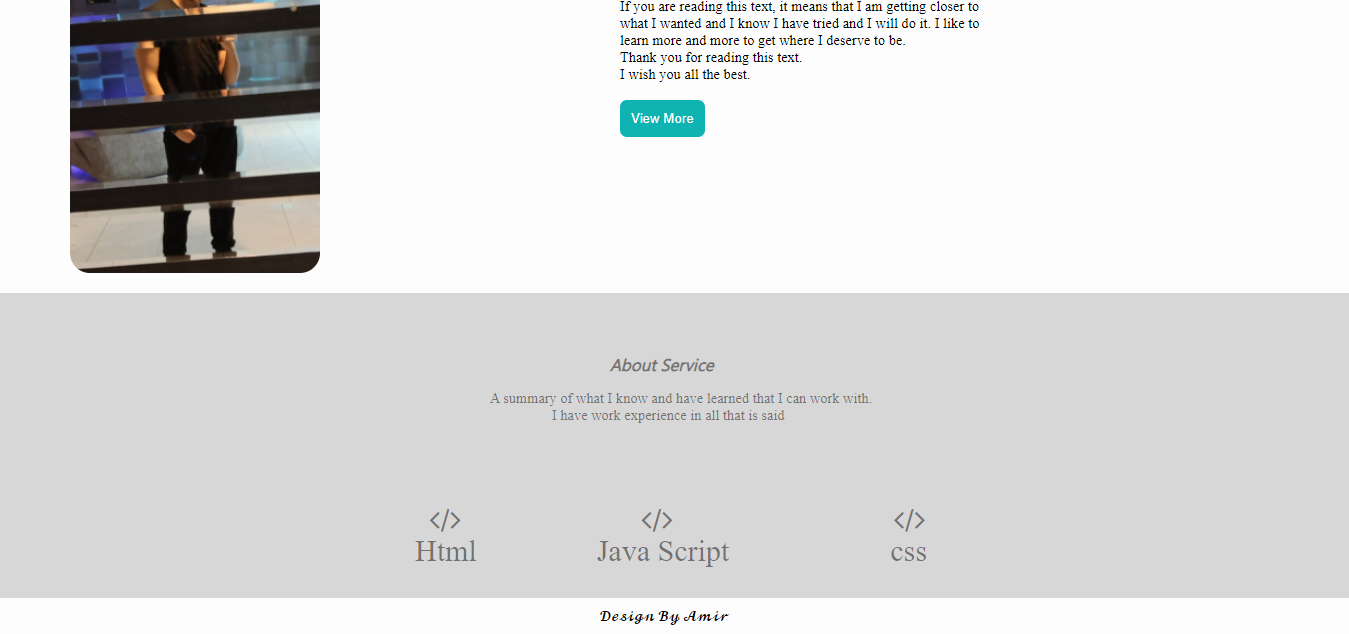 If you are reading this text, it means that I am getting closer to
what I wanted and I know I have tried and I will do it. I like to
learn more and more to get where I deserve to be.
Thank you for reading this text.
I wish you all the best.
View More
About Service
A summary of what I know and have learned that I can work with.
I have work experience in all that is said
</>
</>
</>
Html
Java Script
css
Design By Amir